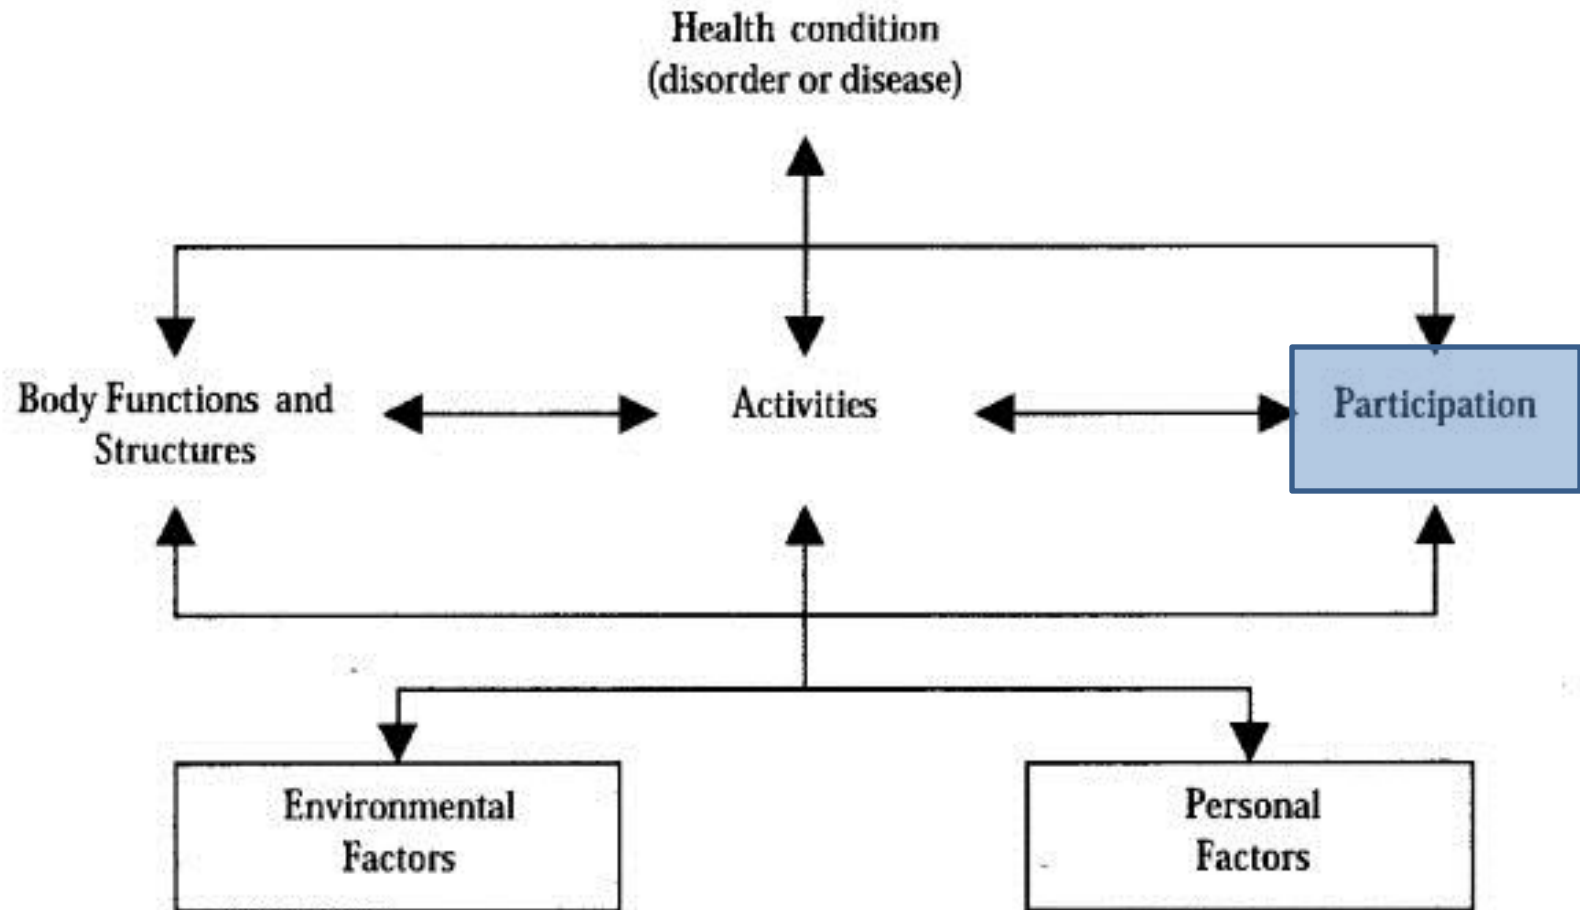 Health condition
(disorder or disease)
Body Functions and
Structures
Activities
Participation
Environmental
Factors
Personal
Factors